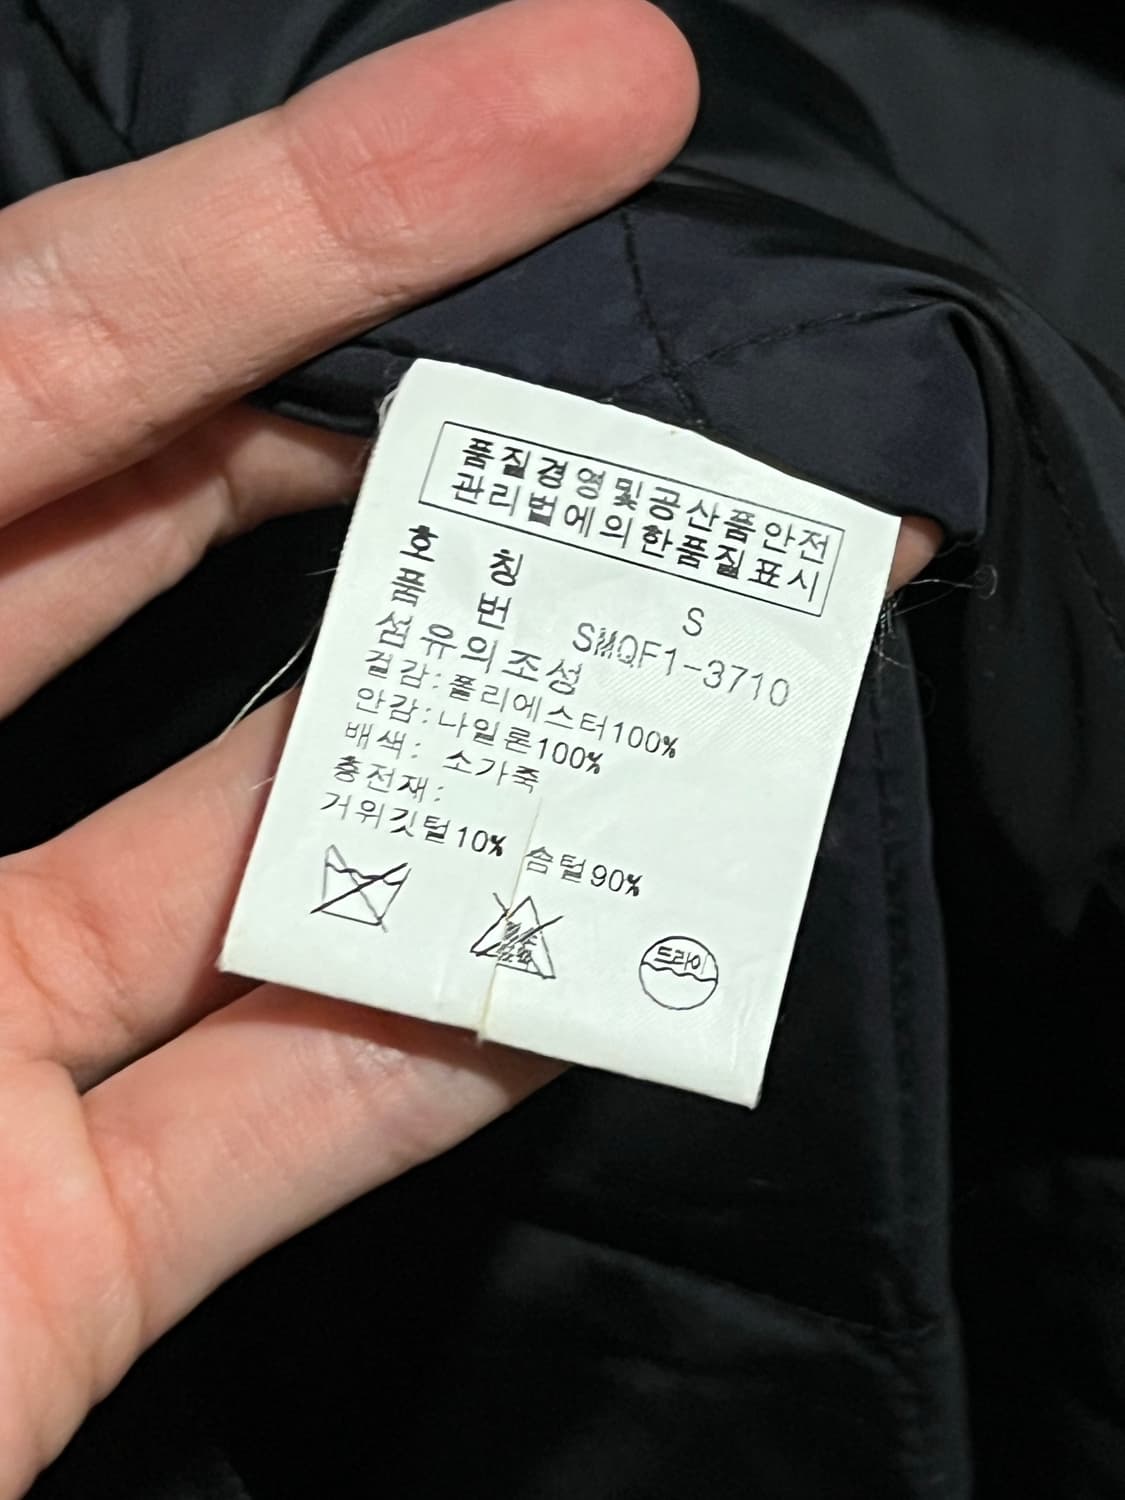 품질경영및공산품안전
관리법에의한품질표시
호 칭 S
품 번 SMQF1-3710
섬유의조성
겉감:폴리에스터100%
안감:나일론100%
배색: 소가죽
충전재:
거위깃털10% 솜털90%
드라이